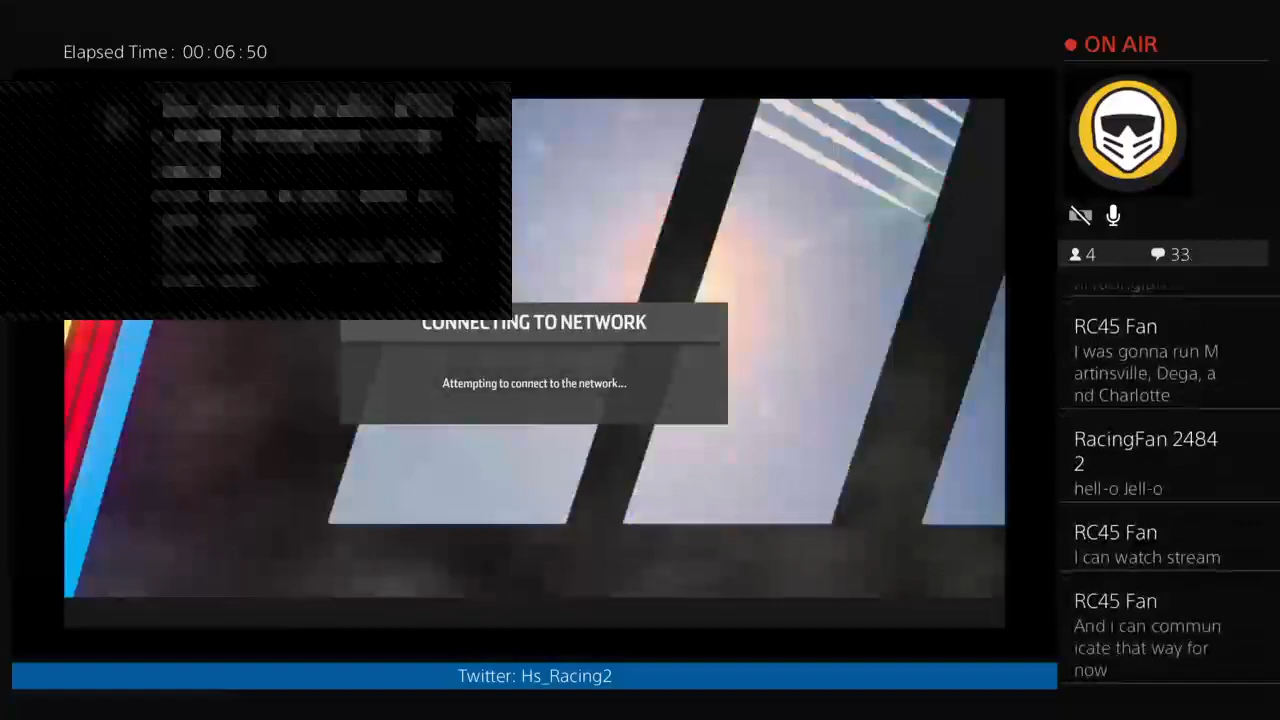 Elapsed Time: 00:06:50
ON AIR
4
33
CONNECTING TO NETWORK
Attempting to connect to the network...
RC45 Fan
I was gonna run M
artinsville, Dega, a
nd Charlotte
RacingFan 2484
2
hell-o Jell-o
RC45 Fan
I can watch stream
RC45 Fan
And i can commun
icate that way for
now
Twitter: Hs_Racing2